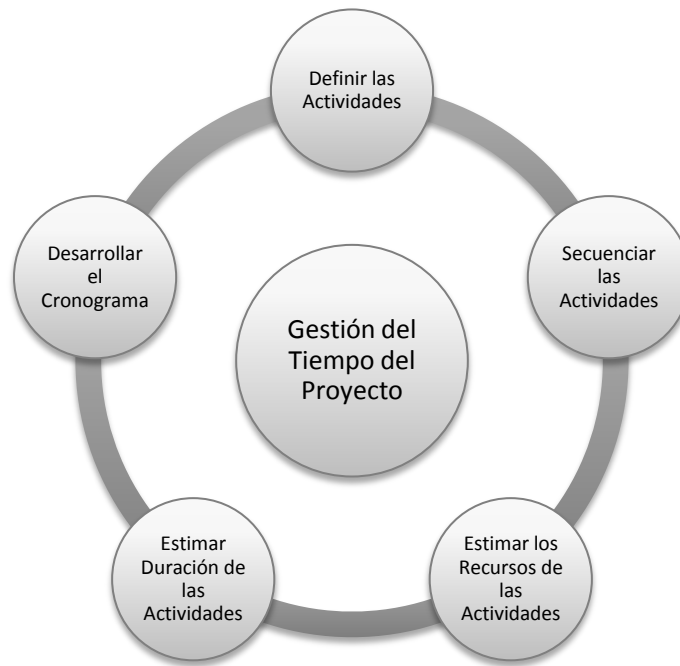 Definir las
Actividades
Secuenciar
las
Actividades
Estimar los
Recursos de
las
Actividades
Estimar
Duración de
las
Actividades
Desarrollar
el
Cronograma
Gestión del
Tiempo del
Proyecto